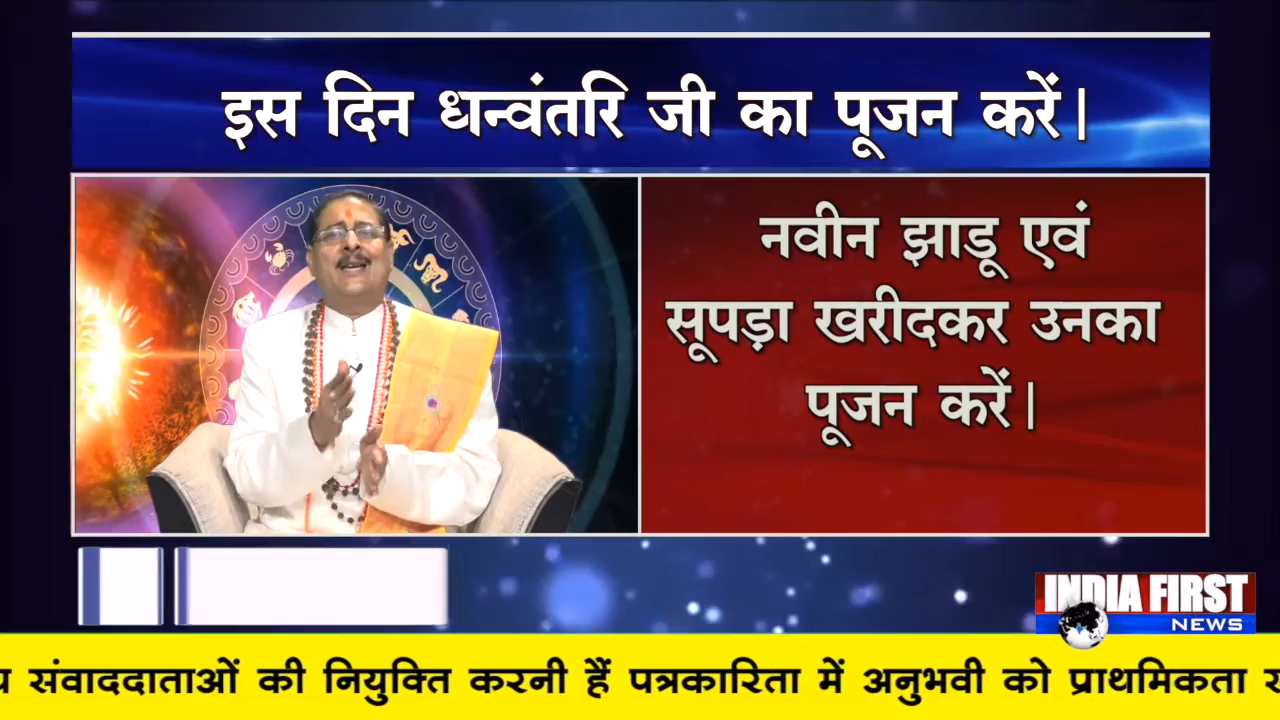 इस दिन धन्वंतरि जी का पूजन करें|
नवीन झाडू एवं
सूपड़ा खरीदकर उनका
पूजन करें|
INDIA FIRST
NEWS
संवाददाताओं की नियुक्ति करनी हैं पत्रकारिता में अनुभवी को प्राथमिकता